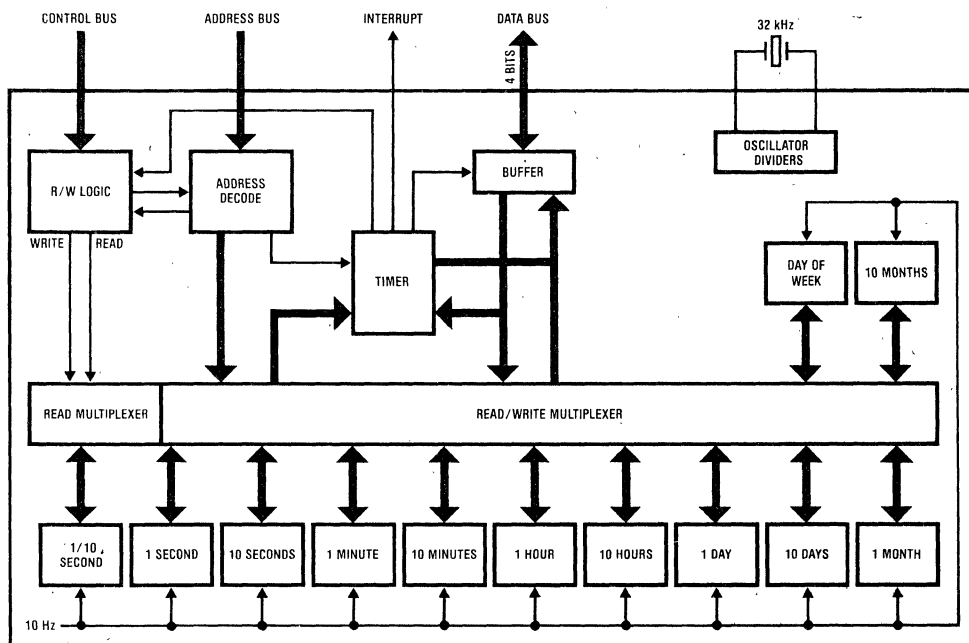 CONTROL BUS
ADDRESS BUS
INTERRUPT
DATA BUS
32 kHz
4 BITS
OSCILLATOR
DIVIDERS
R/W LOGIC
ADDRESS
DECODE
BUFFER
WRITE
READ
TIMER
DAY OF
WEEK
10 MONTHS
READ MULTIPLEXER
READ/WRITE MULTIPLEXER
1/10
SECOND
1 SECOND
10 SECONDS
1 MINUTE
10 MINUTES
1 HOUR
10 HOURS
1 DAY
10 DAYS
1 MONTH
10 Hz